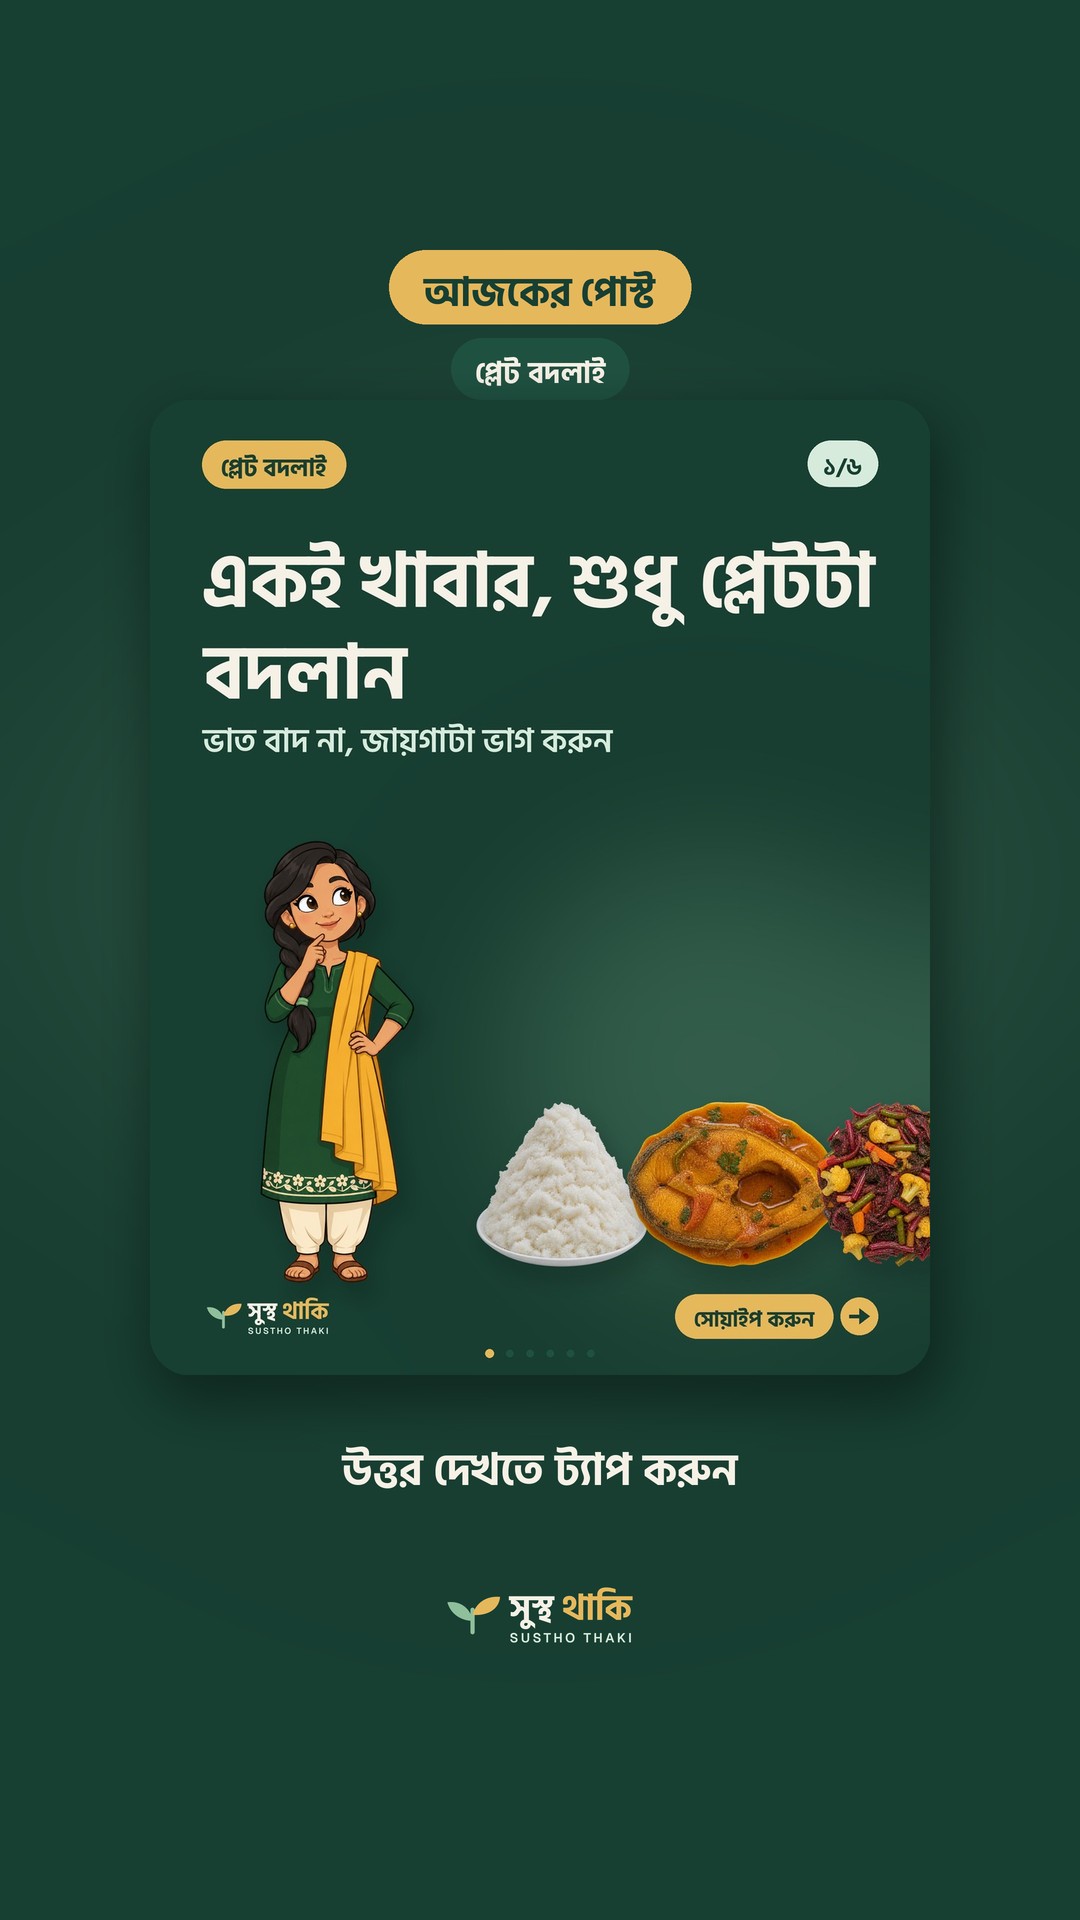 আজকের পোস্ট
প্লেট বদলাই
প্লেট বদলাই
১/৬
একই খাবার, শুধু প্লেটটা
বদলান
ভাত বাদ না, জায়গাটা ভাগ করুন
সুস্থ থাকি
SUSTHO THAKI
সোয়াইপ করুন
উত্তর দেখতে ট্যাপ করুন
সুস্থ থাকি
SUSTHO THAKI